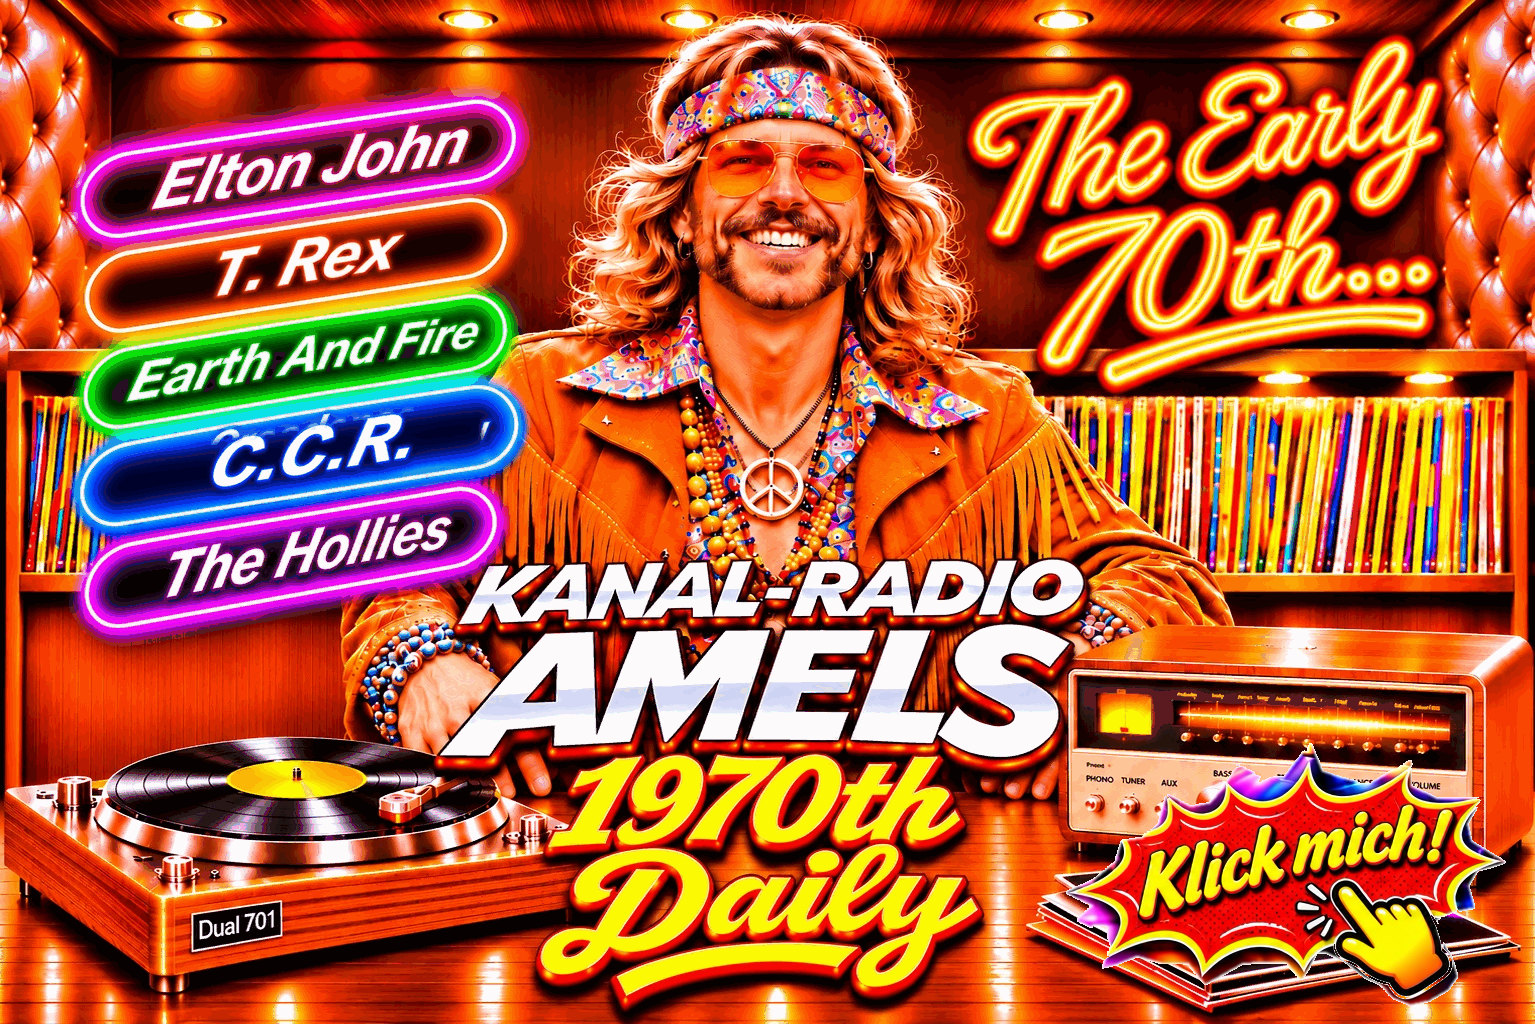 Elton John
T. Rex
Earth And Fire
C.C.R.
The Hollies
The Early
70th...
KANAL-RADIO
AMELS
1970th
Daily
Dual 701
PHONO TUNER AUX
BASS
VOLUME
Klick mich!